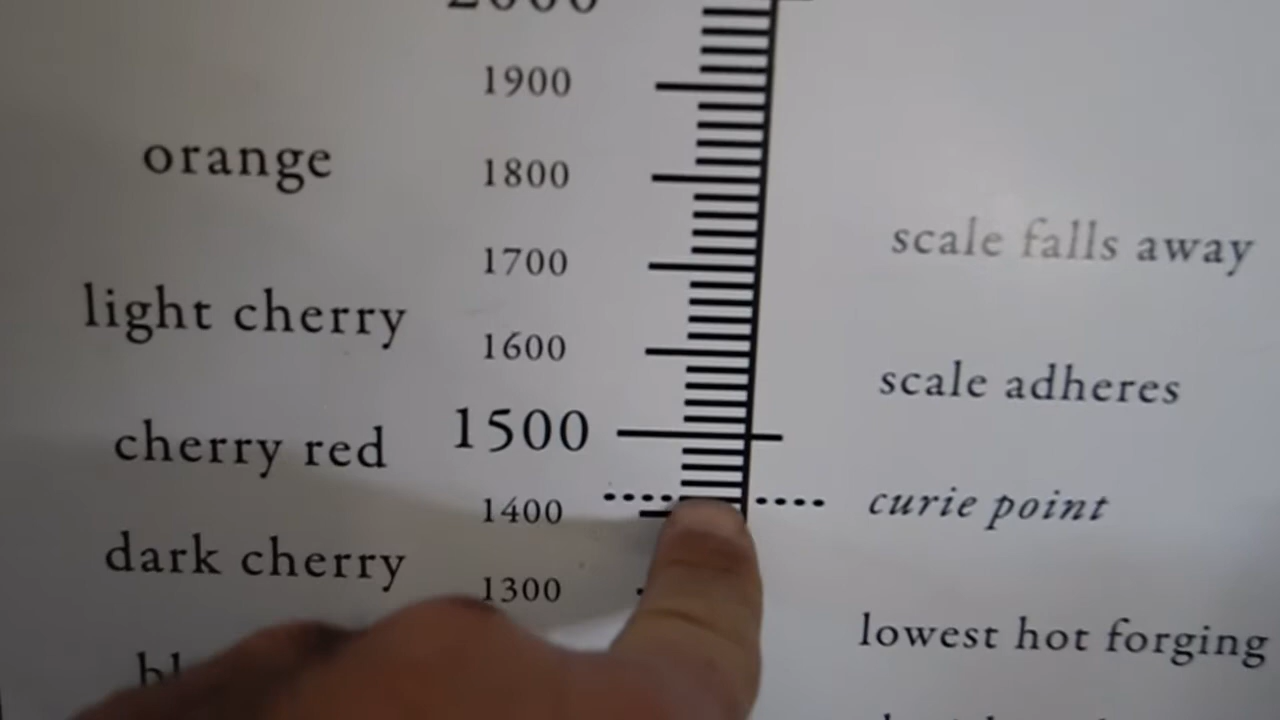 2000
1900
orange
1800
scale falls away
1700
light cherry
1600
scale adheres
1500
cherry red
curie point
1400
dark cherry
1300
lowest hot forging